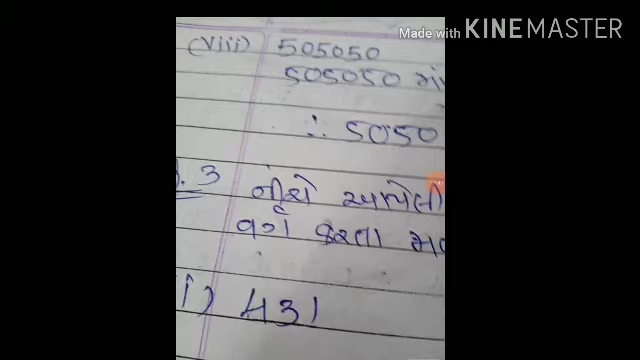 Made with KINEMASTER
(viii) 505050
505050
∴ 5050
. 3 નીચે આપેલી
વર્ગ કરતા
i) 431